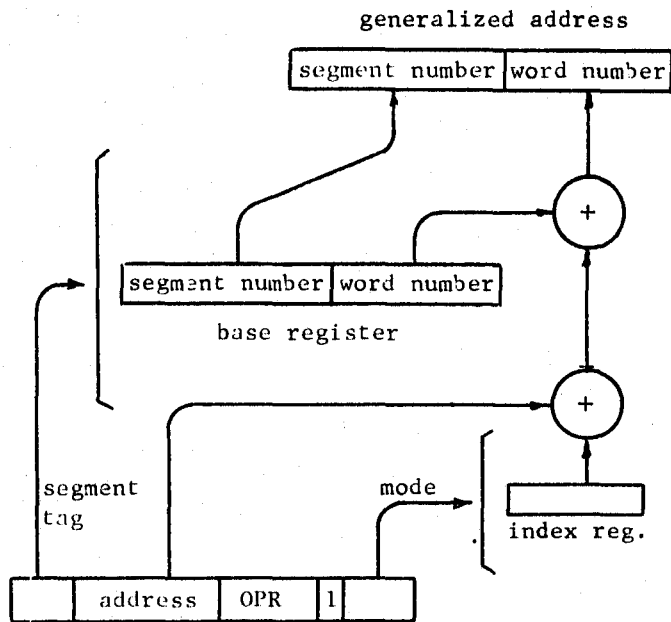 generalized address
segment number word number
+
segment number word number
base register
+
segment
tag
mode
index reg.
address OPR 1